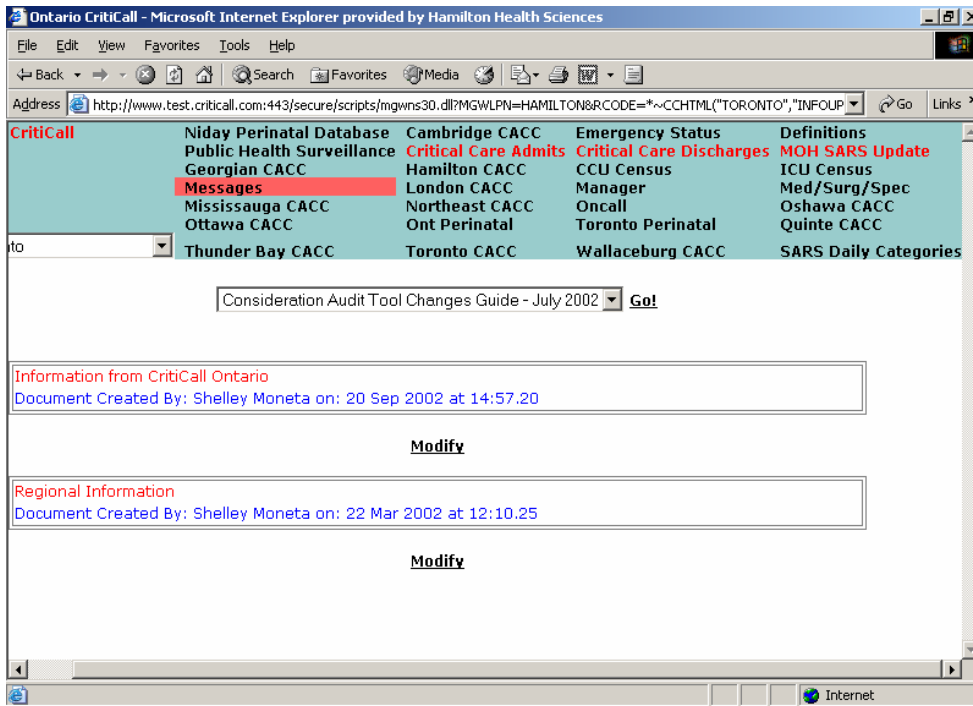 Ontario CritiCall - Microsoft Internet Explorer provided by Hamilton Health Sciences
File Edit View Favorites Tools Help
Back Search Favorites Media
Address http://www.test.criticall.com:443/secure/scripts/mgwns30.dll?MGWLPN=HAMILTON&RCODE=*~CCHTML("TORONTO","INFOUP Go Links
CritiCall Niday Perinatal Database Cambridge CACC Emergency Status Definitions
Public Health Surveillance Critical Care Admits Critical Care Discharges MOH SARS Update
Georgian CACC Hamilton CACC CCU Census ICU Census
Messages London CACC Manager Med/Surg/Spec
Mississauga CACC Northeast CACC Oncall Oshawa CACC
Ottawa CACC Ont Perinatal Toronto Perinatal Quinte CACC
nto Thunder Bay CACC Toronto CACC Wallaceburg CACC SARS Daily Categories
Consideration Audit Tool Changes Guide - July 2002 Go!
Information from CritiCall Ontario
Document Created By: Shelley Moneta on: 20 Sep 2002 at 14:57.20
Modify
Regional Information
Document Created By: Shelley Moneta on: 22 Mar 2002 at 12:10.25
Modify
Internet